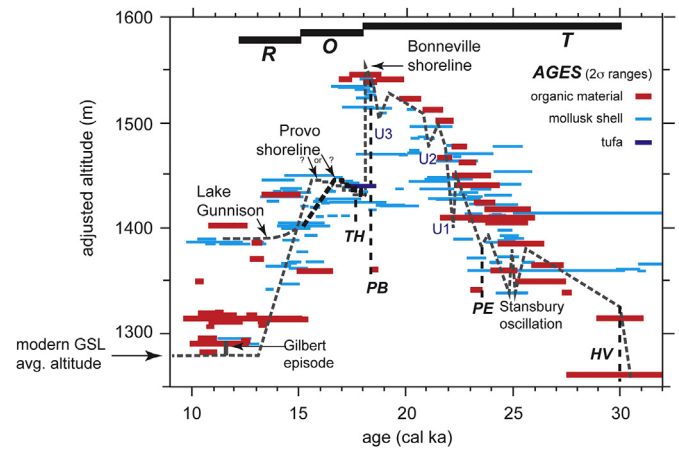 1600
1500
1400
1300
adjusted altitude (m)
R
O
T
Bonneville
shoreline
AGES (2σ ranges)
organic material
mollusk shell
tufa
U3
U2
U1
Provo
shoreline
? or ?
Lake
Gunnison
TH
PB
PE
Stansbury
oscillation
HV
modern GSL
avg. altitude
Gilbert
episode
10
15
20
25
30
age (cal ka)